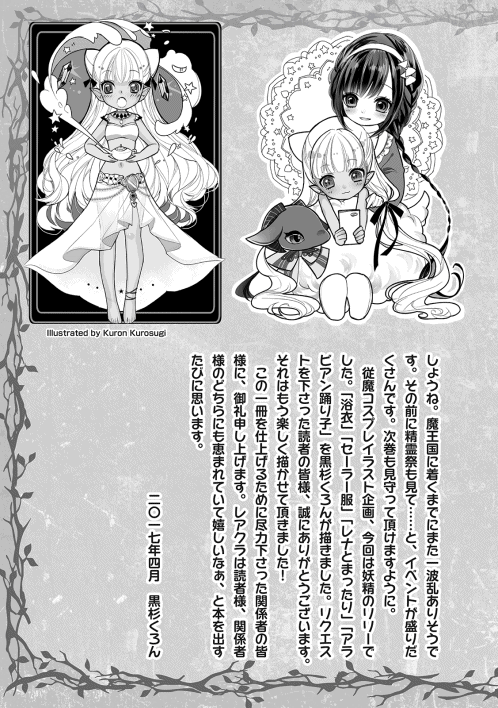 Illustrated by Kuron Kurosugi
しょうね。魔王国に着くまでにまた一波乱ありそうで
す。その前に精霊祭も見て……と、イベントが盛りだ
くさんです。次巻も見守って頂けますように。
　従魔コスプレイラスト企画、今回は妖精のリリーで
した。「浴衣」「セーラー服」「レナとまったり」「アラ
ビアン踊り子」を黒杉くろんが描きました。リクエス
トを下さった読者の皆様、誠にありがとうございます。
それはもう楽しく描かせて頂きました！
　この一冊を仕上げるために尽力下さった関係者の皆
様に、御礼申し上げます。レアクラは読者様、関係者
様のどちらにも恵まれていて嬉しいなぁ、と本を出す
たびに思います。
二〇一七年四月　黒杉くろん